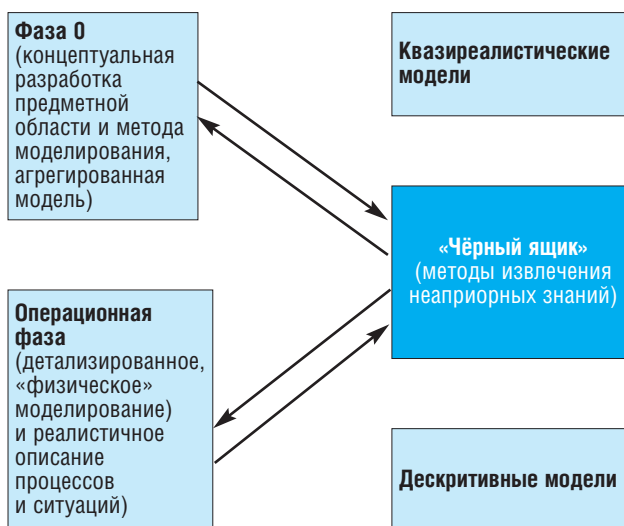 Фаза 0
(концептуальная
разработка
предметной
области и метода
моделирования,
агрегированная
модель)
Квазиреалистические
модели
«Чёрный ящик»
(методы извлечения
неаприорных знаний)
Операционная
фаза
(детализированное,
«физическое»
моделирование)
и реалистичное
описание
процессов
и ситуаций)
Дескритивные модели